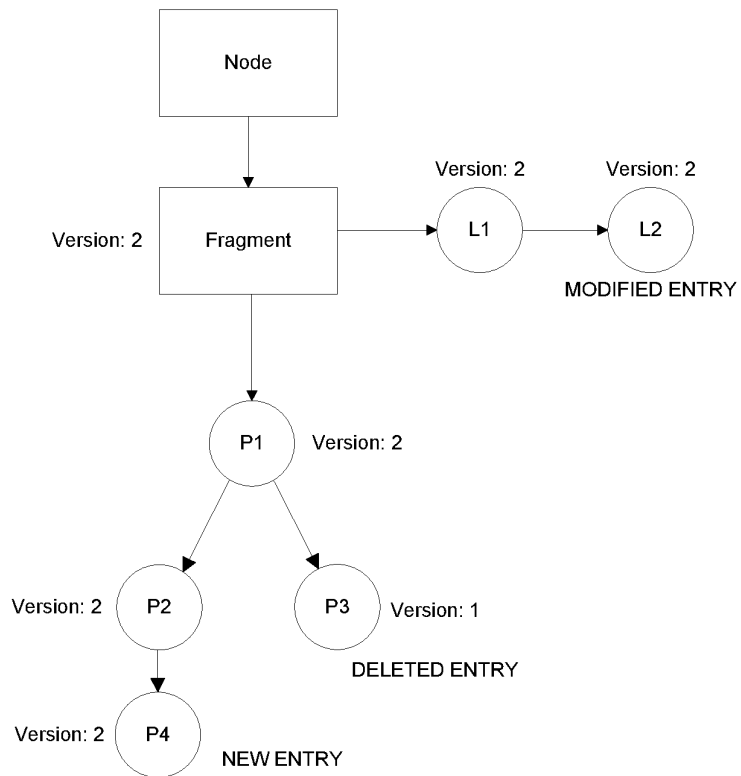 Node
Version: 2
Version: 2
Version: 2
Fragment
L1
L2
MODIFIED ENTRY
P1
Version: 2
Version: 2
P2
P3
Version: 1
DELETED ENTRY
Version: 2
P4
NEW ENTRY